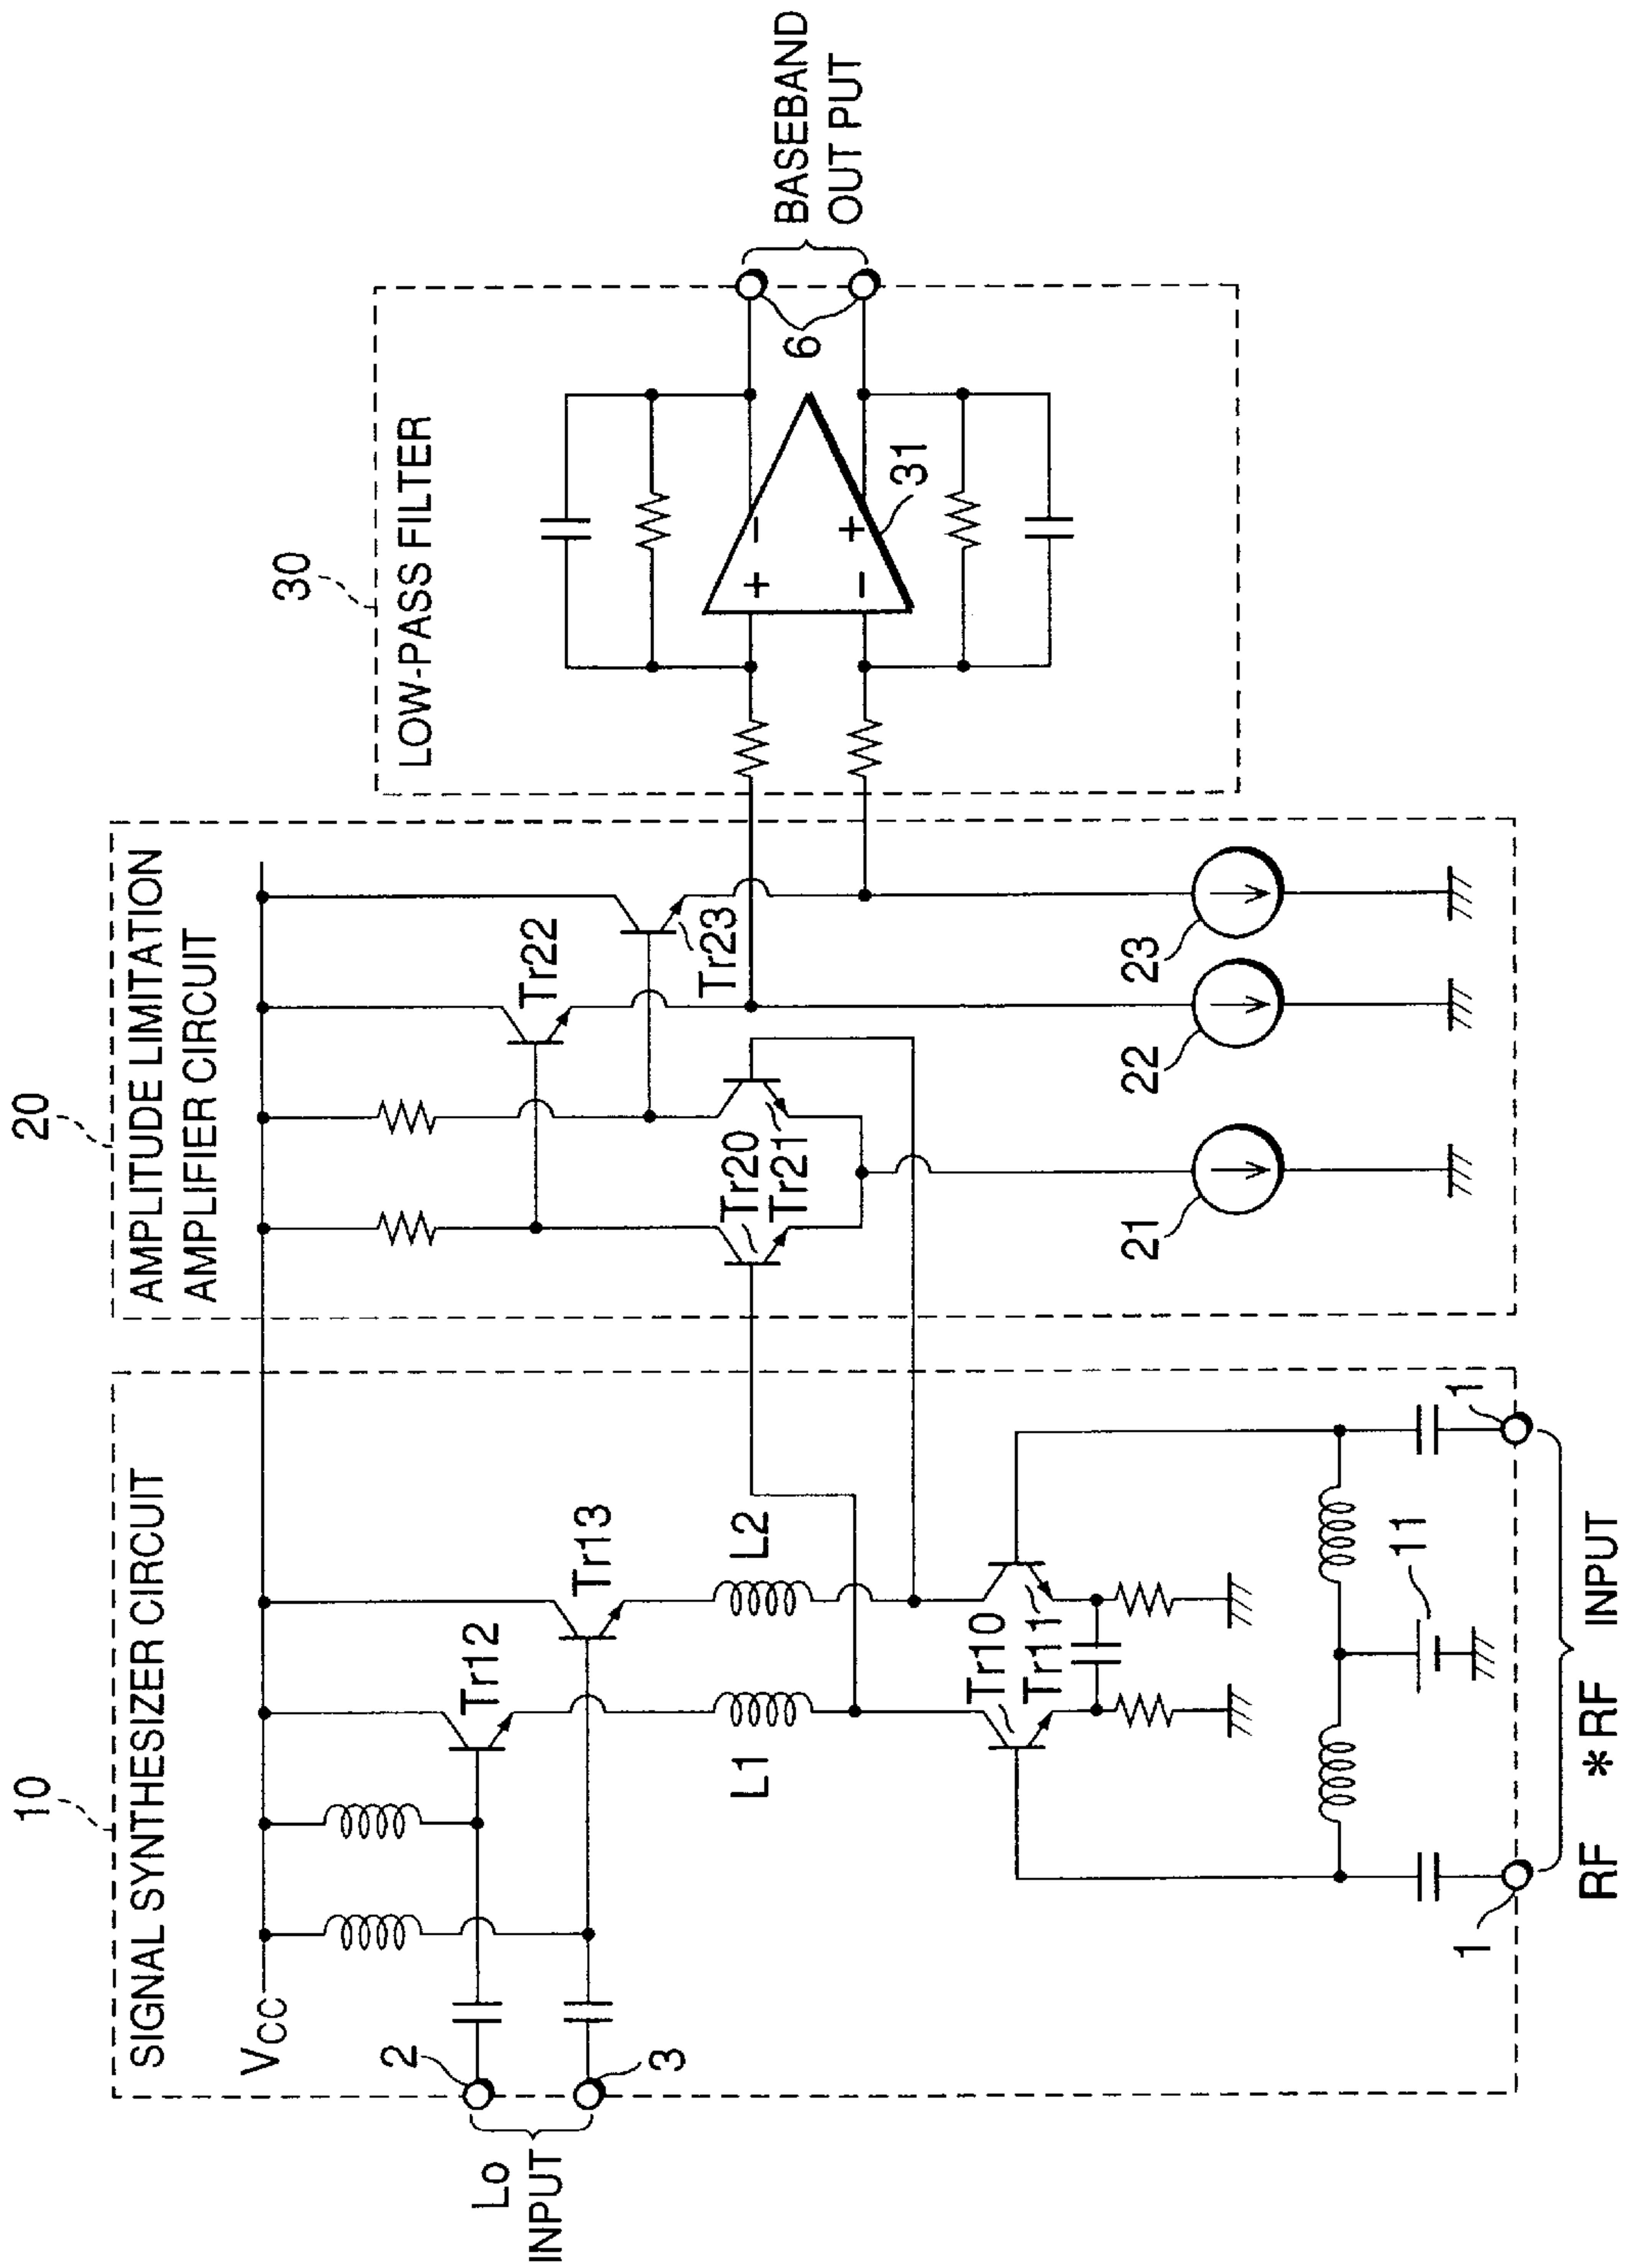 10
SIGNAL SYNTHESIZER CIRCUIT
VCC
2
3
Lo
INPUT
Tr12
Tr13
L1
L2
Tr10
Tr11
11
1
1
RF *RF INPUT
20
AMPLITUDE LIMITATION
AMPLIFIER CIRCUIT
Tr22
Tr23
Tr20
Tr21
21
22
23
30
LOW-PASS FILTER
+
−
−
+
31
6
BASEBAND
OUT PUT